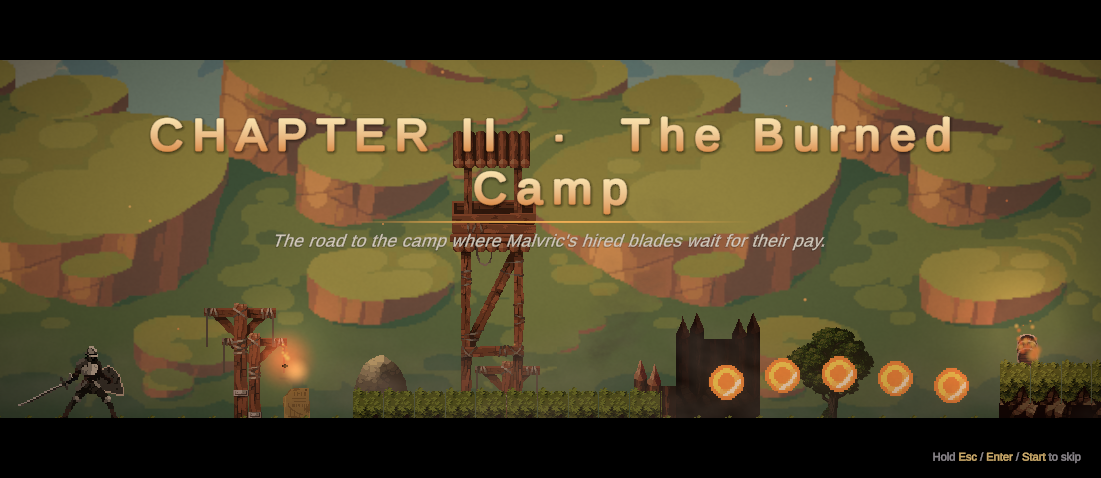 CHAPTER II · The Burned
Camp
The road to the camp where Malvric's hired blades wait for their pay.
Hold Esc / Enter / Start to skip